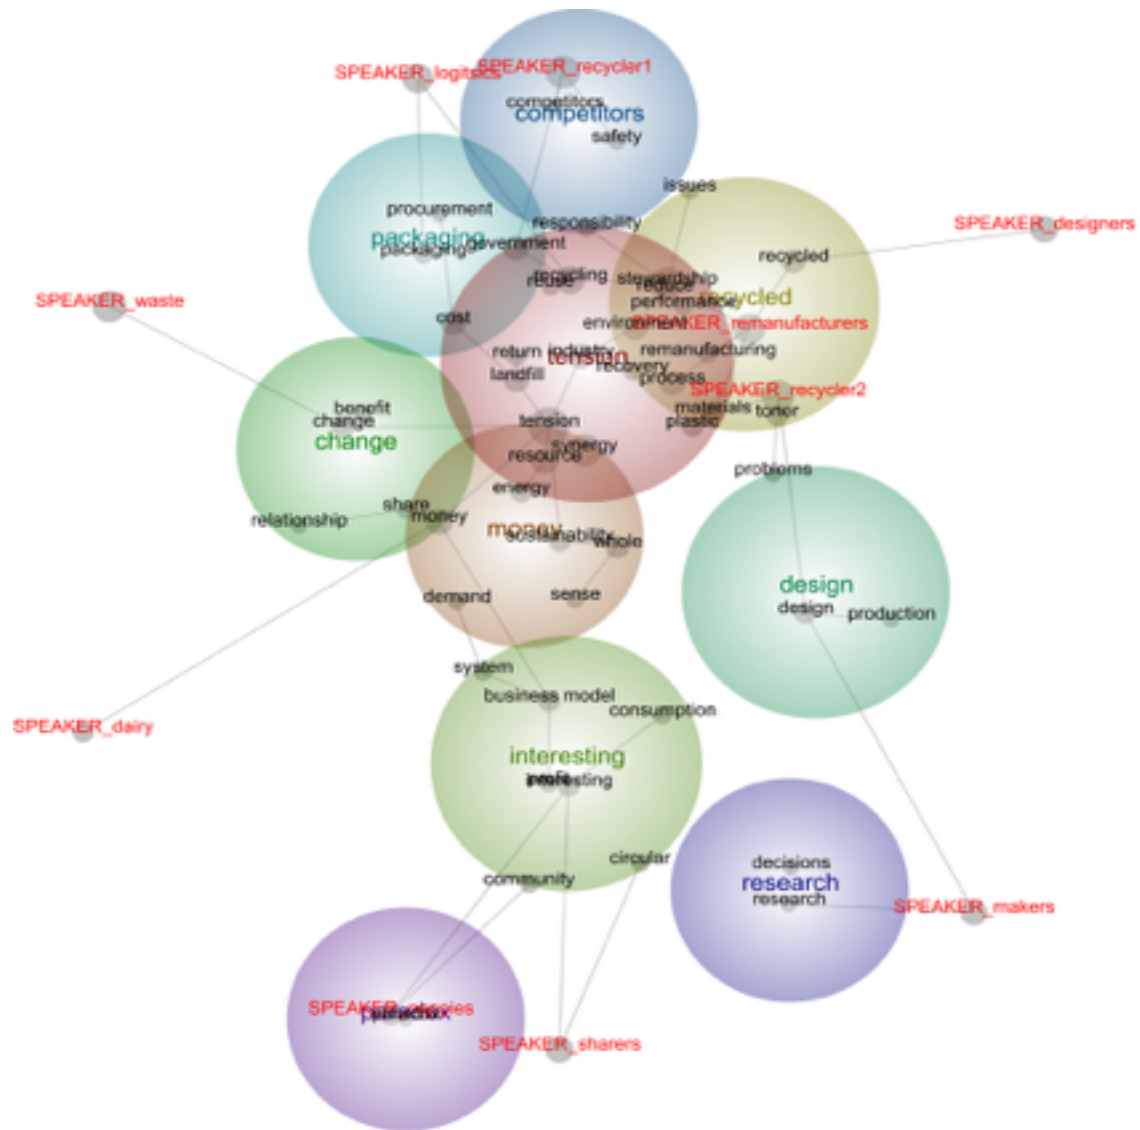 SPEAKER_recycler1
SPEAKER_logitsics
competitors
competitors
safety
issues
procurement
responsibility
SPEAKER_designers
packaging
packaging
government
recycled
recycling
stewardship
reuse
reduce
recycled
SPEAKER_waste
performance
cost
environment
SPEAKER_remanufacturers
return
industry
remanufacturing
tension
landfill
recovery
process
SPEAKER_recycler2
benefit
materials
toner
change
tension
plastic
change
synergy
resource
problems
energy
share
relationship
money
money
sustainability
whole
design
demand
sense
design
production
system
business model
consumption
SPEAKER_dairy
interesting
interesting
circular
decisions
community
research
research
SPEAKER_makers
SPEAKER_sharers